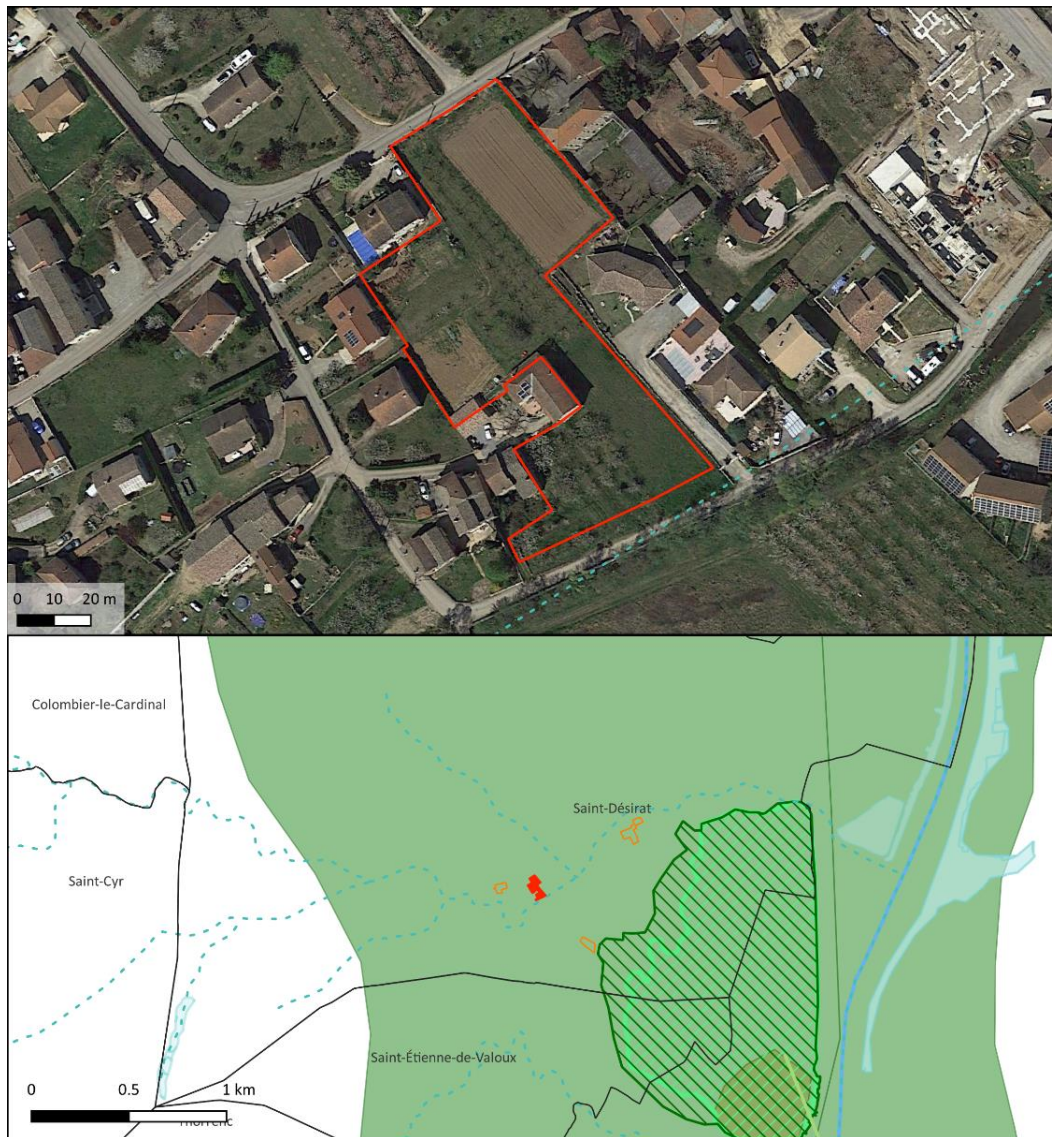 0 10 20 m
Colombier-le-Cardinal
Saint-Désirat
Saint-Cyr
Saint-Étienne-de-Valoux
0 0.5 1 km